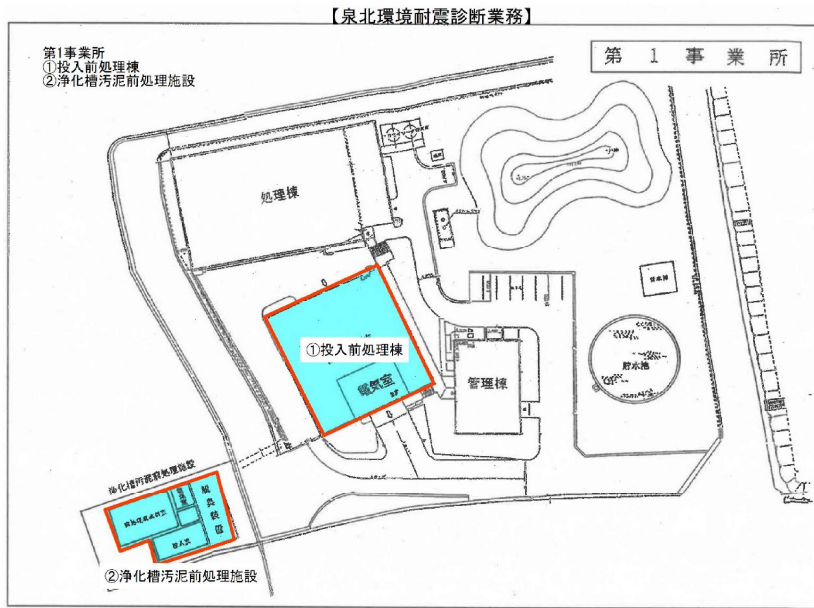 【泉北環境耐震診断業務】
第1事業所
①投入前処理棟
②浄化槽汚泥前処理施設
第1事業所
処理棟
①投入前処理棟
電気室
管理棟
貯水池
浄化槽汚泥前処理施設
脱臭装置
投入室
②浄化槽汚泥前処理施設